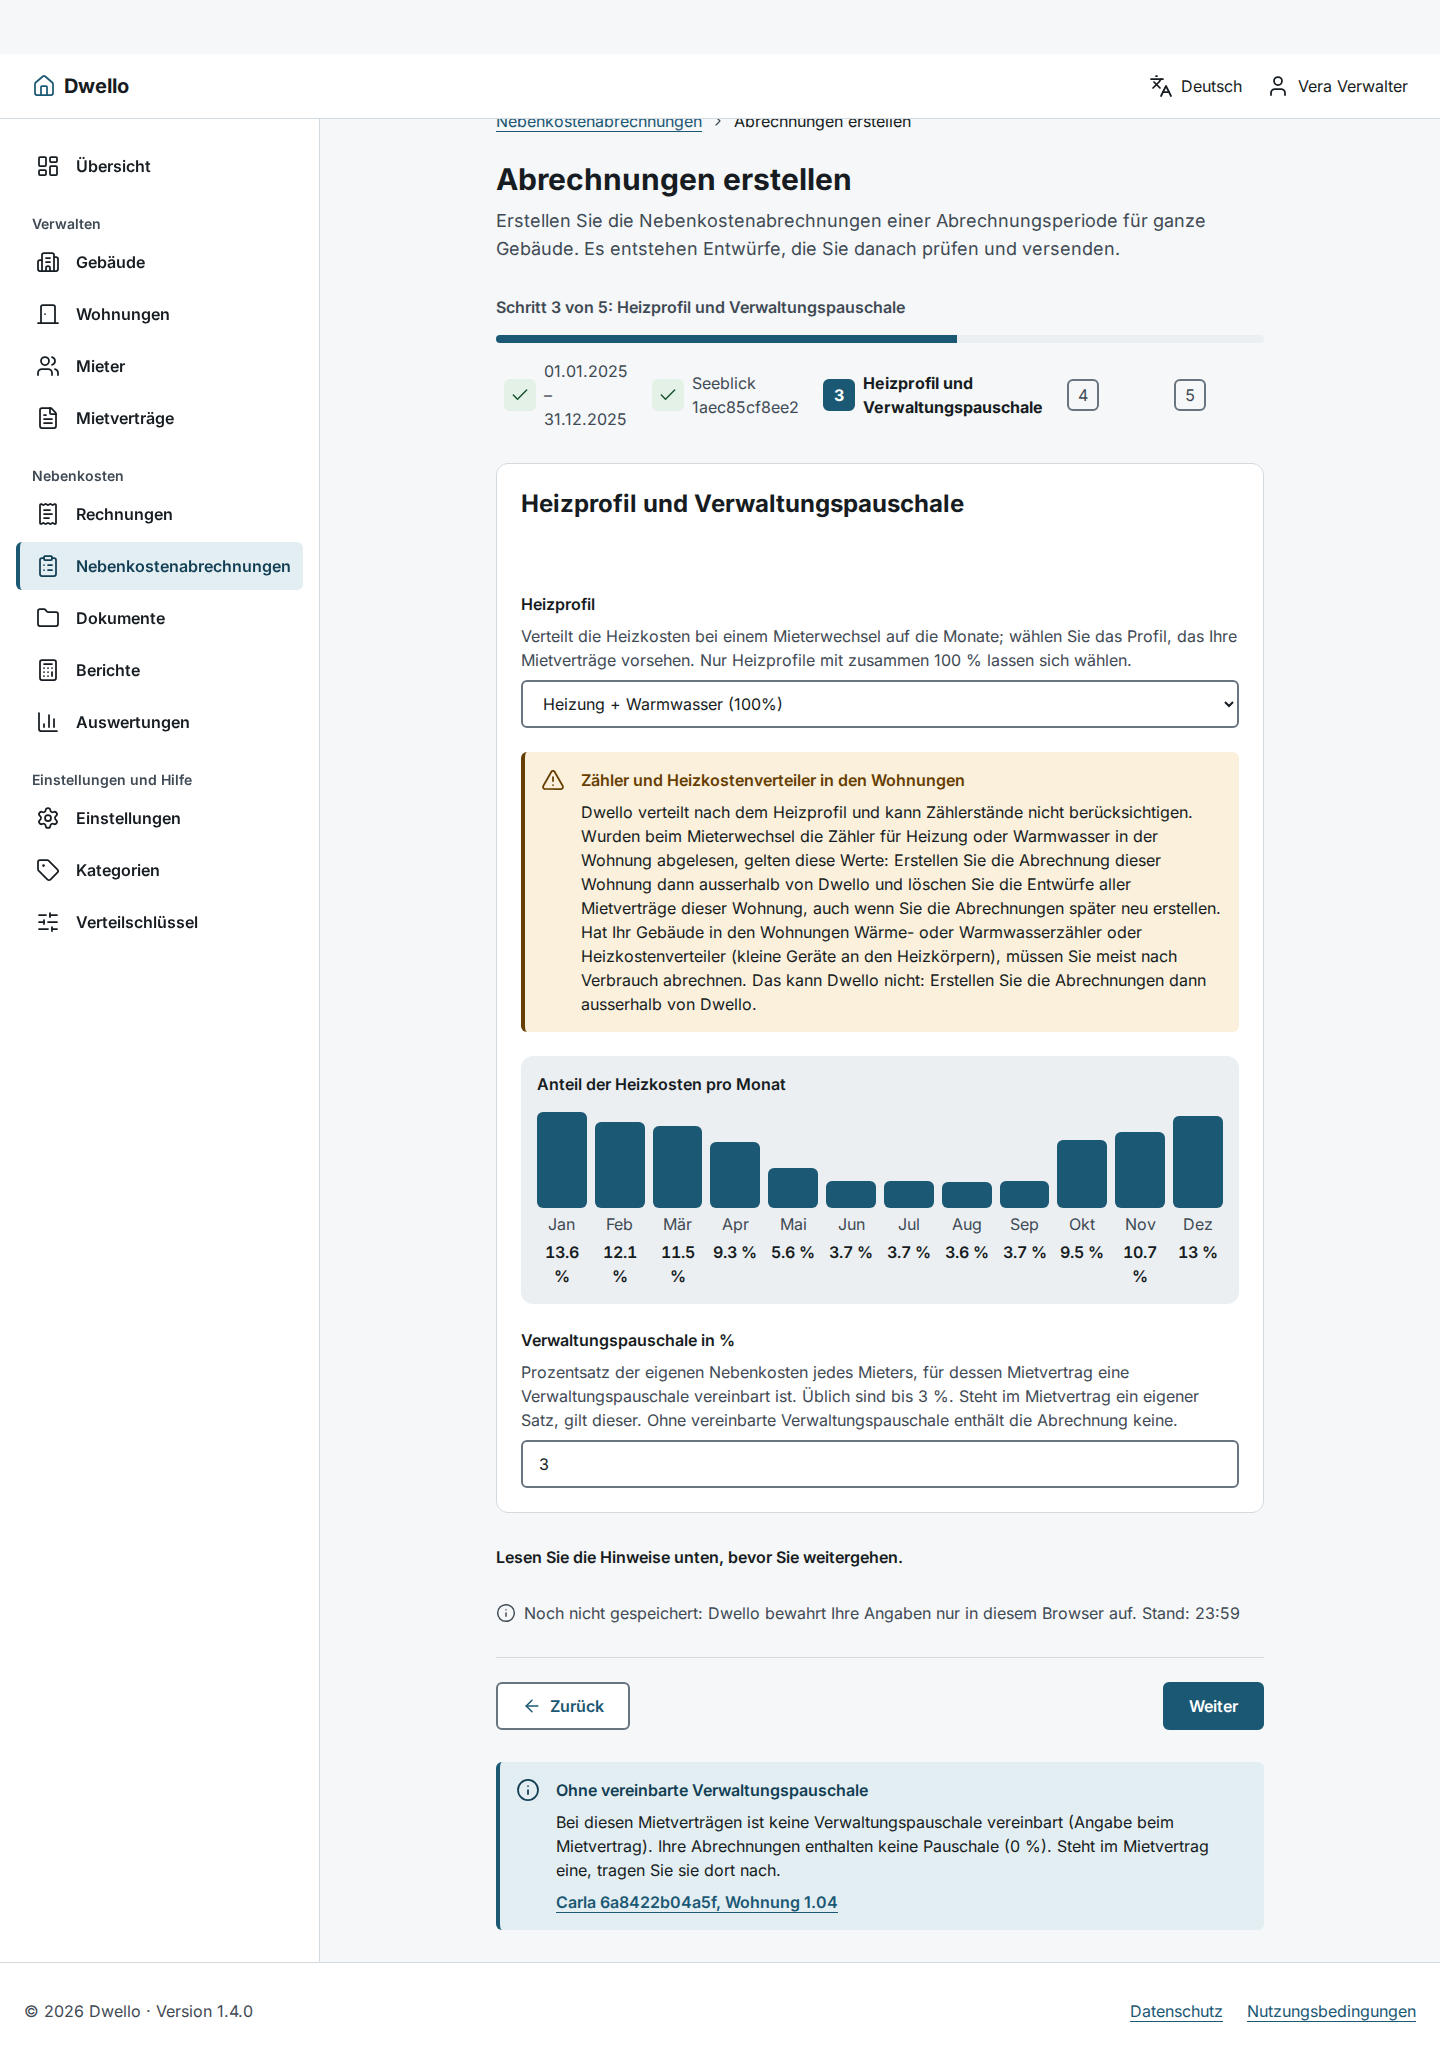 Dwello
Deutsch
Vera Verwalter
Nebenkostenabrechnungen
Abrechnungen erstellen
Übersicht
Verwalten
Gebäude
Wohnungen
Mieter
Mietverträge
Nebenkosten
Rechnungen
Nebenkostenabrechnungen
Dokumente
Berichte
Auswertungen
Einstellungen und Hilfe
Einstellungen
Kategorien
Verteilschlüssel
Abrechnungen erstellen
Erstellen Sie die Nebenkostenabrechnungen einer Abrechnungsperiode für ganze
Gebäude. Es entstehen Entwürfe, die Sie danach prüfen und versenden.
Schritt 3 von 5: Heizprofil und Verwaltungspauschale
01.01.2025
–
31.12.2025
Seeblick
1aec85cf8ee2
3
Heizprofil und
Verwaltungspauschale
4
5
Heizprofil und Verwaltungspauschale
Heizprofil
Verteilt die Heizkosten bei einem Mieterwechsel auf die Monate; wählen Sie das Profil, das Ihre
Mietverträge vorsehen. Nur Heizprofile mit zusammen 100 % lassen sich wählen.
Heizung + Warmwasser (100%)
Zähler und Heizkostenverteiler in den Wohnungen
Dwello verteilt nach dem Heizprofil und kann Zählerstände nicht berücksichtigen.
Wurden beim Mieterwechsel die Zähler für Heizung oder Warmwasser in der
Wohnung abgelesen, gelten diese Werte: Erstellen Sie die Abrechnung dieser
Wohnung dann ausserhalb von Dwello und löschen Sie die Entwürfe aller
Mietverträge dieser Wohnung, auch wenn Sie die Abrechnungen später neu erstellen.
Hat Ihr Gebäude in den Wohnungen Wärme- oder Warmwasserzähler oder
Heizkostenverteiler (kleine Geräte an den Heizkörpern), müssen Sie meist nach
Verbrauch abrechnen. Das kann Dwello nicht: Erstellen Sie die Abrechnungen dann
ausserhalb von Dwello.
Anteil der Heizkosten pro Monat
Jan Feb Mär Apr Mai Jun Jul Aug Sep Okt Nov Dez
13.6 % 12.1 % 11.5 % 9.3 % 5.6 % 3.7 % 3.7 % 3.6 % 3.7 % 9.5 % 10.7 % 13 %
Verwaltungspauschale in %
Prozentsatz der eigenen Nebenkosten jedes Mieters, für dessen Mietvertrag eine
Verwaltungspauschale vereinbart ist. Üblich sind bis 3 %. Steht im Mietvertrag ein eigener
Satz, gilt dieser. Ohne vereinbarte Verwaltungspauschale enthält die Abrechnung keine.
3
Lesen Sie die Hinweise unten, bevor Sie weitergehen.
Noch nicht gespeichert: Dwello bewahrt Ihre Angaben nur in diesem Browser auf. Stand: 23:59
Zurück
Weiter
Ohne vereinbarte Verwaltungspauschale
Bei diesen Mietverträgen ist keine Verwaltungspauschale vereinbart (Angabe beim
Mietvertrag). Ihre Abrechnungen enthalten keine Pauschale (0 %). Steht im Mietvertrag
eine, tragen Sie sie dort nach.
Carla 6a8422b04a5f, Wohnung 1.04
© 2026 Dwello · Version 1.4.0
Datenschutz
Nutzungsbedingungen